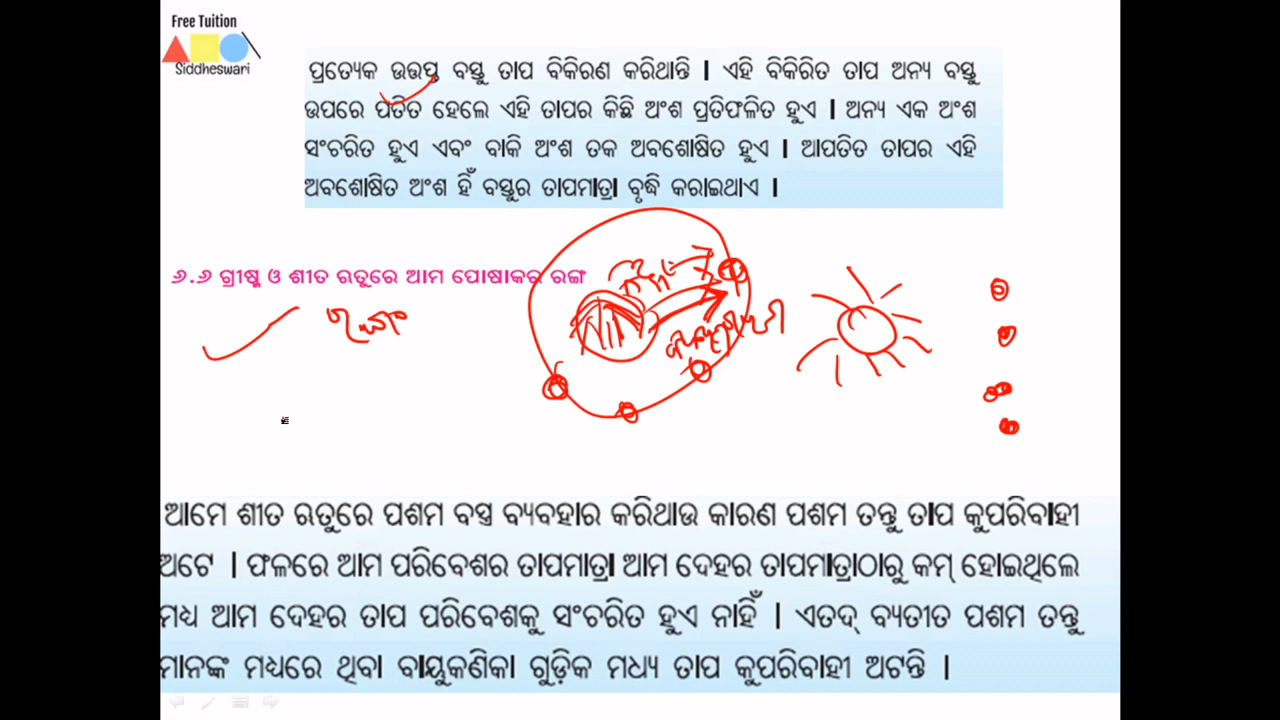 Free Tuition
Siddheswari
ପ୍ରତ୍ୟେକ ଉତ୍ତପ୍ତ ବସ୍ତୁ ତାପ ବିକିରଣ କରିଥାନ୍ତି । ଏହି ବିକିରିତ ତାପ ଅନ୍ୟ ବସ୍ତୁ
ଉପରେ ପତିତ ହେଲେ ଏହି ତାପର କିଛି ଅଂଶ ପ୍ରତିଫଳିତ ହୁଏ । ଅନ୍ୟ ଏକ ଅଂଶ
ସଂଚରିତ ହୁଏ ଏବଂ ବାକି ଅଂଶ ତକ ଅବଶୋଷିତ ହୁଏ । ଆପତିତ ତାପର ଏହି
ଅବଶୋଷିତ ଅଂଶ ହିଁ ବସ୍ତୁର ତାପମାତ୍ରା ବୃଦ୍ଧି କରାଇଥାଏ ।
୬.୬ ଗ୍ରୀଷ୍ମ ଓ ଶୀତ ଋତୁରେ ଆମ ପୋଷାକର ରଙ୍ଗ
ଆମେ ଶୀତ ଋତୁରେ ପଶମ ବସ୍ତ୍ର ବ୍ୟବହାର କରିଥାଉ କାରଣ ପଶମ ତନ୍ତୁ ତାପ କୁପରିବାହୀ
ଅଟେ । ଫଳରେ ଆମ ପରିବେଶର ତାପମାତ୍ରା ଆମ ଦେହର ତାପମାତ୍ରାଠାରୁ କମ୍ ହୋଇଥିଲେ
ମଧ୍ୟ ଆମ ଦେହର ତାପ ପରିବେଶକୁ ସଂଚରିତ ହୁଏ ନାହିଁ । ଏତଦ୍ ବ୍ୟତୀତ ପଶମ ତନ୍ତୁ
ମାନଙ୍କ ମଧ୍ୟରେ ଥିବା ବାୟୁକଣିକା ଗୁଡ଼ିକ ମଧ୍ୟ ତାପ କୁପରିବାହୀ ଅଟନ୍ତି ।